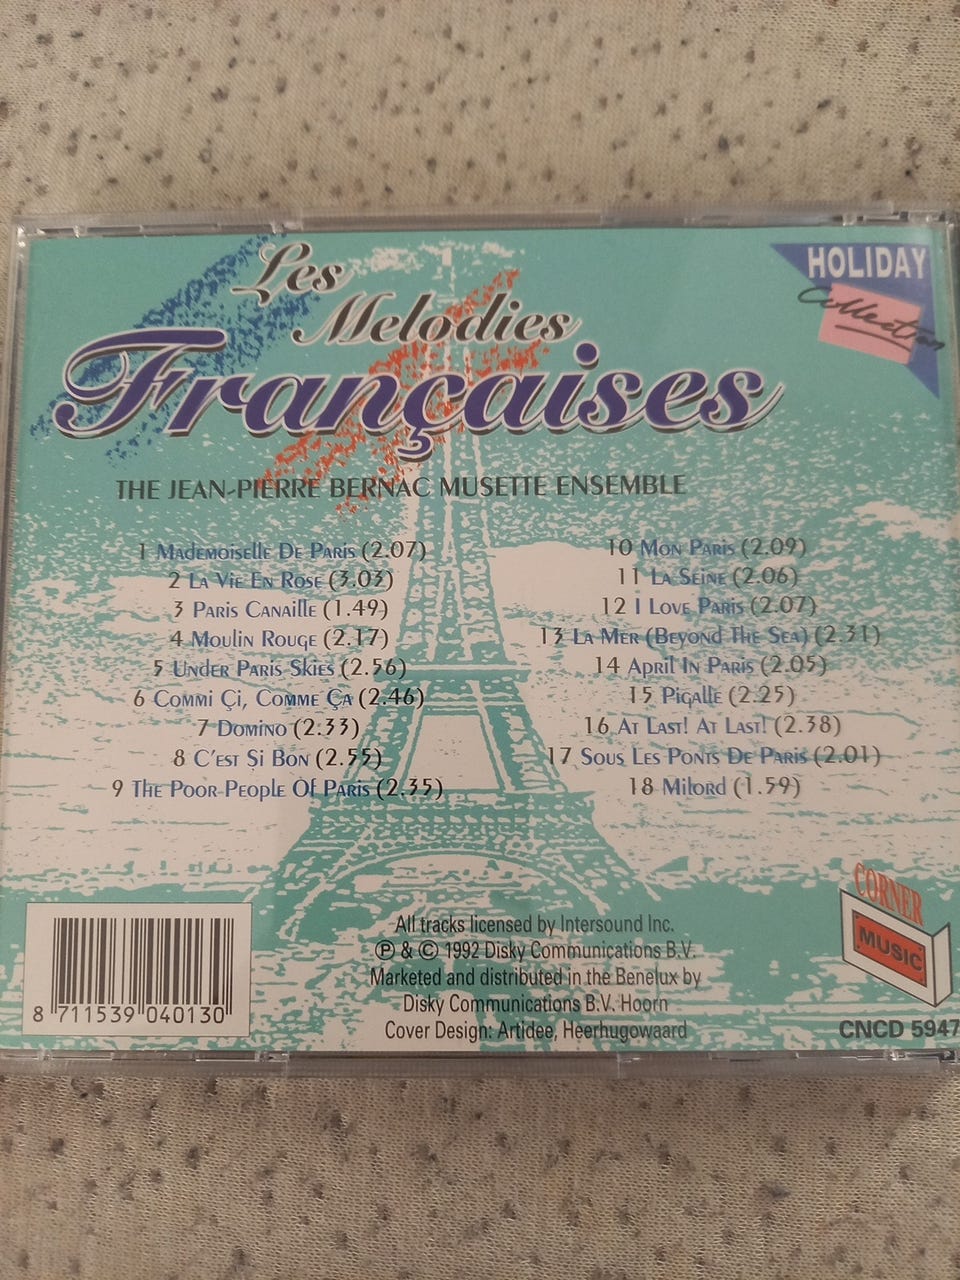 Les
Melodies
Françaises
HOLIDAY
Collection
THE JEAN-PIERRE BERNAC MUSETTE ENSEMBLE
1 Mademoiselle De Paris (2.07)
2 La Vie En Rose (3.03)
3 Paris Canaille (1.49)
4 Moulin Rouge (2.17)
5 Under Paris Skies (2.56)
6 Commi Çi, Comme Ça (2.46)
7 Domino (2.33)
8 C'est Si Bon (2.55)
9 The Poor People Of Paris (2.35)
10 Mon Paris (2.09)
11 La Seine (2.06)
12 I Love Paris (2.07)
13 La Mer (Beyond The Sea) (2.31)
14 April In Paris (2.05)
15 Pigalle (2.25)
16 At Last! At Last! (2.38)
17 Sous Les Ponts De Paris (2.01)
18 Milord (1.59)
8 711539 040130
All tracks licensed by Intersound Inc.
Ⓟ & © 1992 Disky Communications B.V.
Marketed and distributed in the Benelux by
Disky Communications B.V. Hoorn
Cover Design: Artidee, Heerhugowaard
CORNER
MUSIC
CNCD 5947